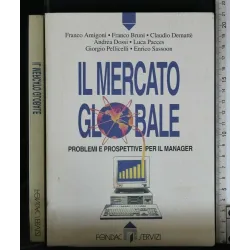 Franco Amigoni • Franco Bruni • Claudio Demattè
Andrea Dossi • Luca Pacces
Giorgio Pellicelli • Enrico Sassoon
IL MERCATO
GLOBALE
PROBLEMI E PROSPETTIVE PER IL MANAGER
SERVIZI
IL MERCATO GLOBALE